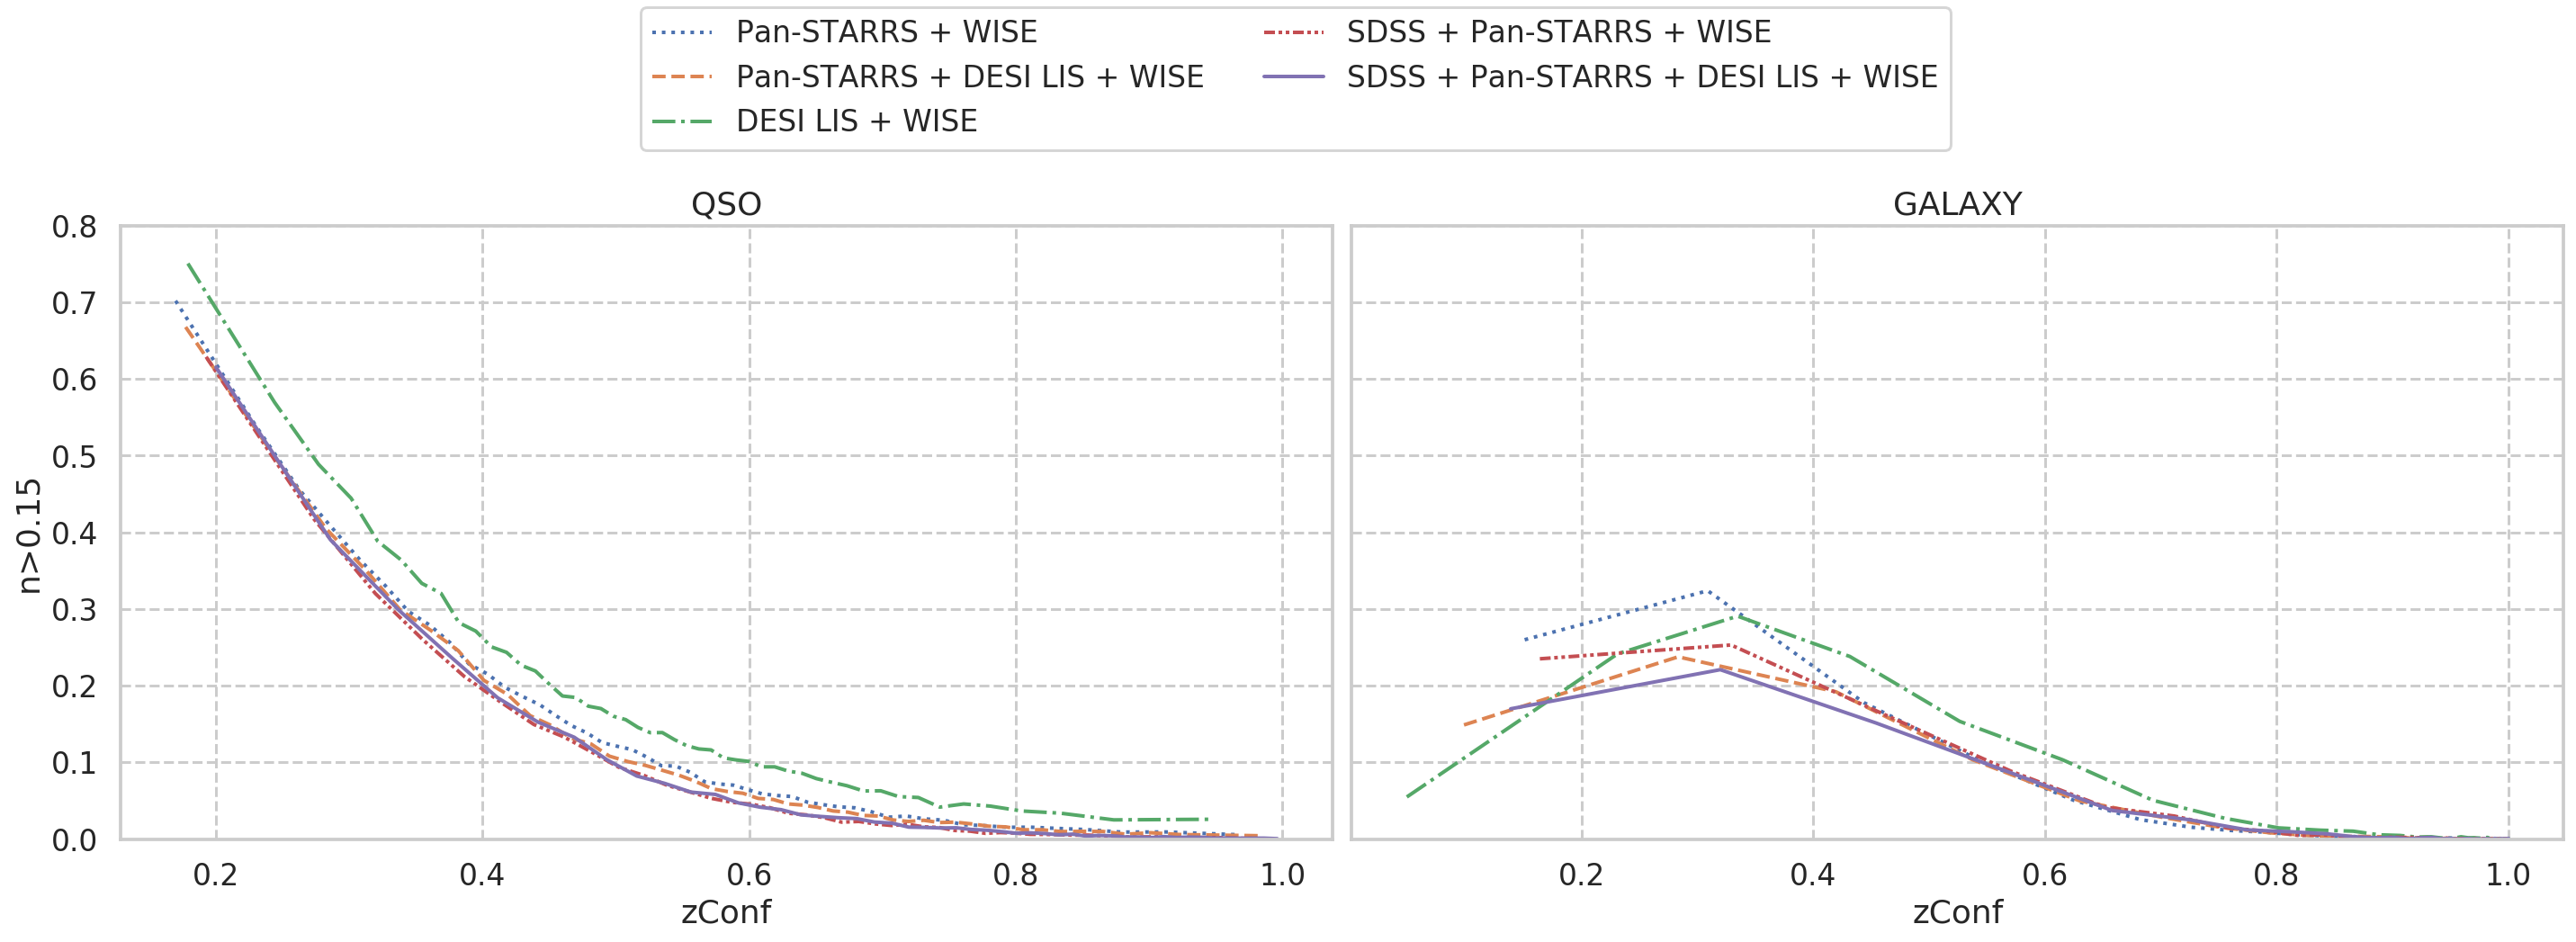 Pan-STARRS + WISE
Pan-STARRS + DESI LIS + WISE
DESI LIS + WISE
SDSS + Pan-STARRS + WISE
SDSS + Pan-STARRS + DESI LIS + WISE
QSO
GALAXY
n>0.15
0.8
0.7
0.6
0.5
0.4
0.3
0.2
0.1
0.0
0.2 0.4 0.6 0.8 1.0
0.2 0.4 0.6 0.8 1.0
zConf
zConf